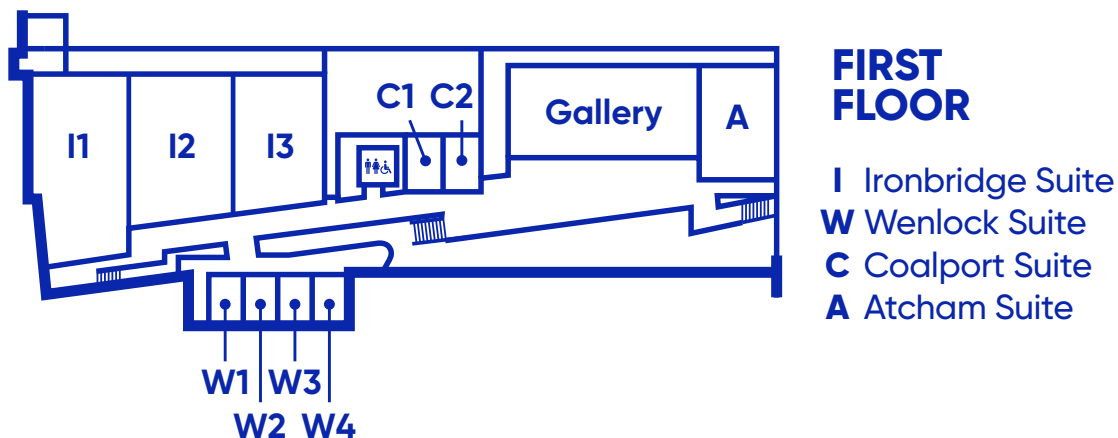 FIRST
FLOOR
C1 C2
Gallery
A
I1
I2
I3
I Ironbridge Suite
W Wenlock Suite
C Coalport Suite
A Atcham Suite
W1 W3
W2 W4